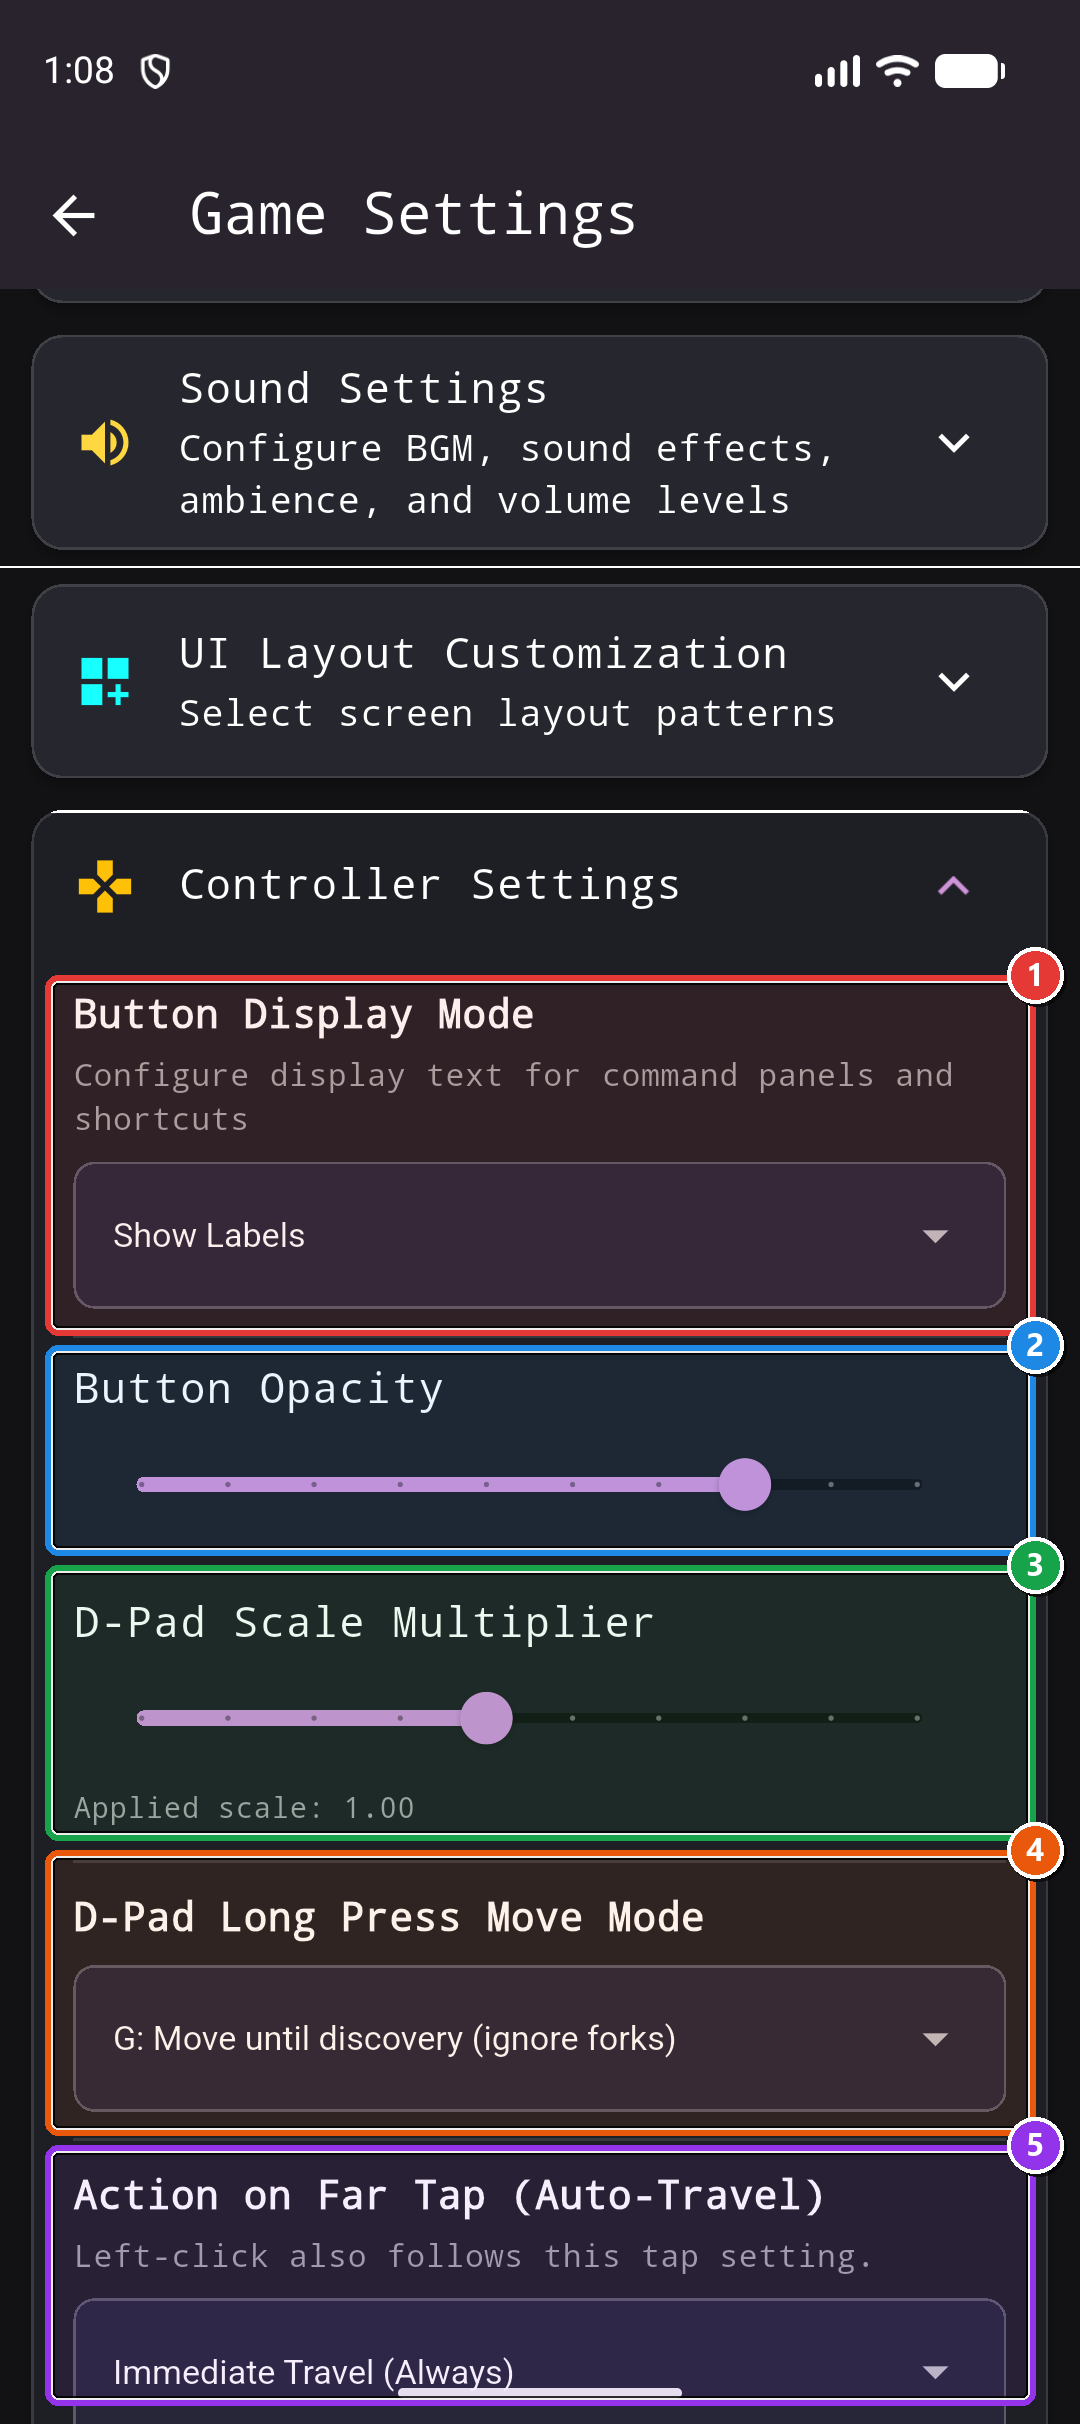 1:08
Game Settings
Sound Settings
Configure BGM, sound effects,
ambience, and volume levels
UI Layout Customization
Select screen layout patterns
Controller Settings
1
Button Display Mode
Configure display text for command panels and
shortcuts
Show Labels
2
Button Opacity
3
D-Pad Scale Multiplier
Applied scale: 1.00
4
D-Pad Long Press Move Mode
G: Move until discovery (ignore forks)
5
Action on Far Tap (Auto-Travel)
Left-click also follows this tap setting.
Immediate Travel (Always)